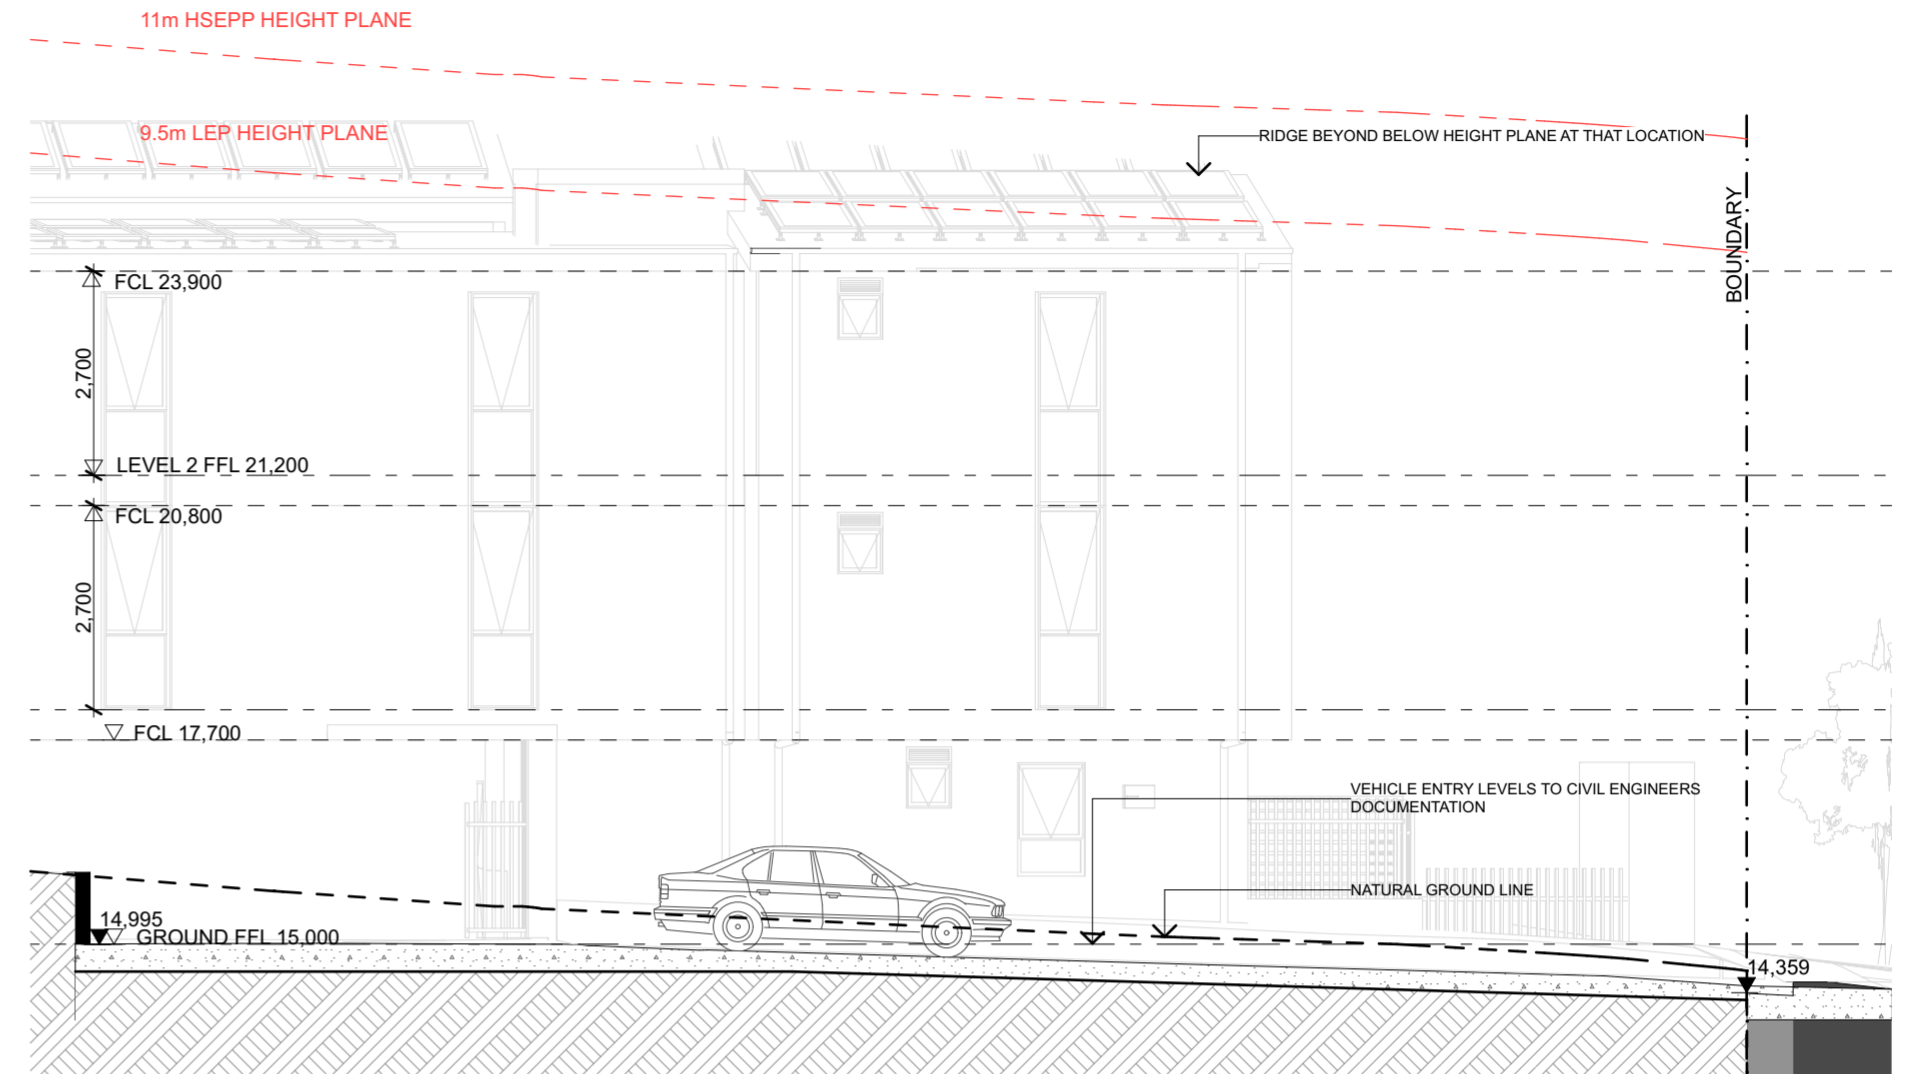 11m HSEPP HEIGHT PLANE
9.5m LEP HEIGHT PLANE
RIDGE BEYOND BELOW HEIGHT PLANE AT THAT LOCATION
BOUNDARY
FCL 23,900
2,700
LEVEL 2 FFL 21,200
FCL 20,800
2,700
FCL 17,700
VEHICLE ENTRY LEVELS TO CIVIL ENGINEERS
DOCUMENTATION
NATURAL GROUND LINE
14,995
GROUND FFL 15,000
14,359